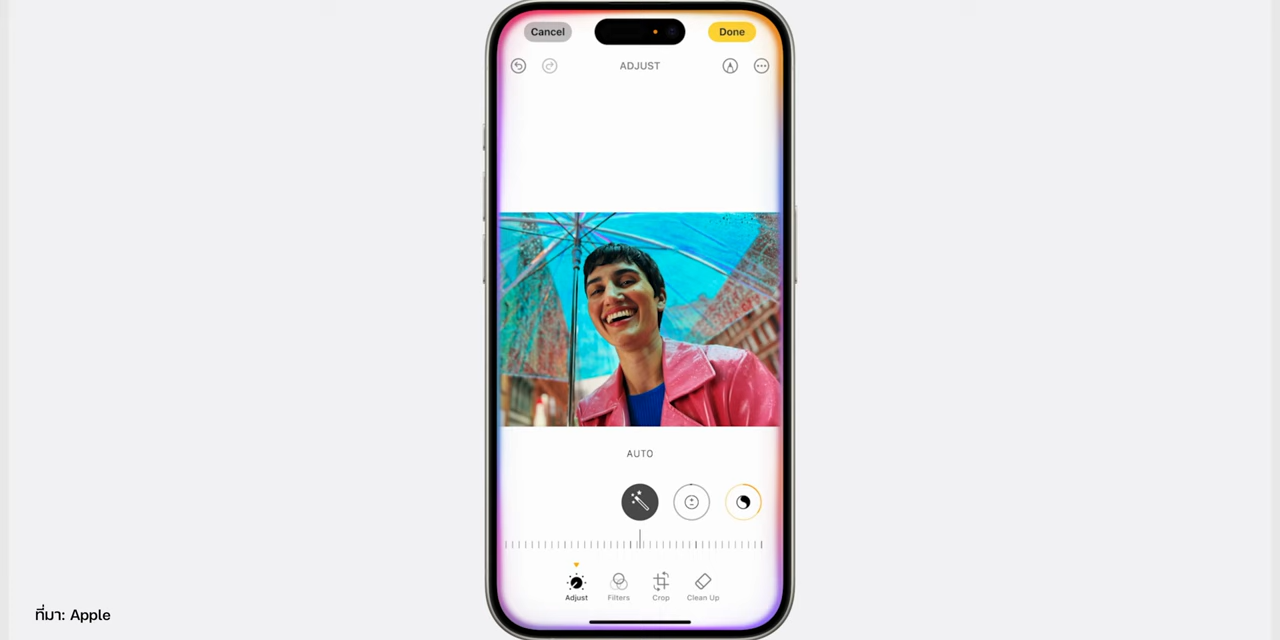 Cancel
Done
ADJUST
AUTO
Adjust
Filters
Crop
Clean Up
ที่มา: Apple